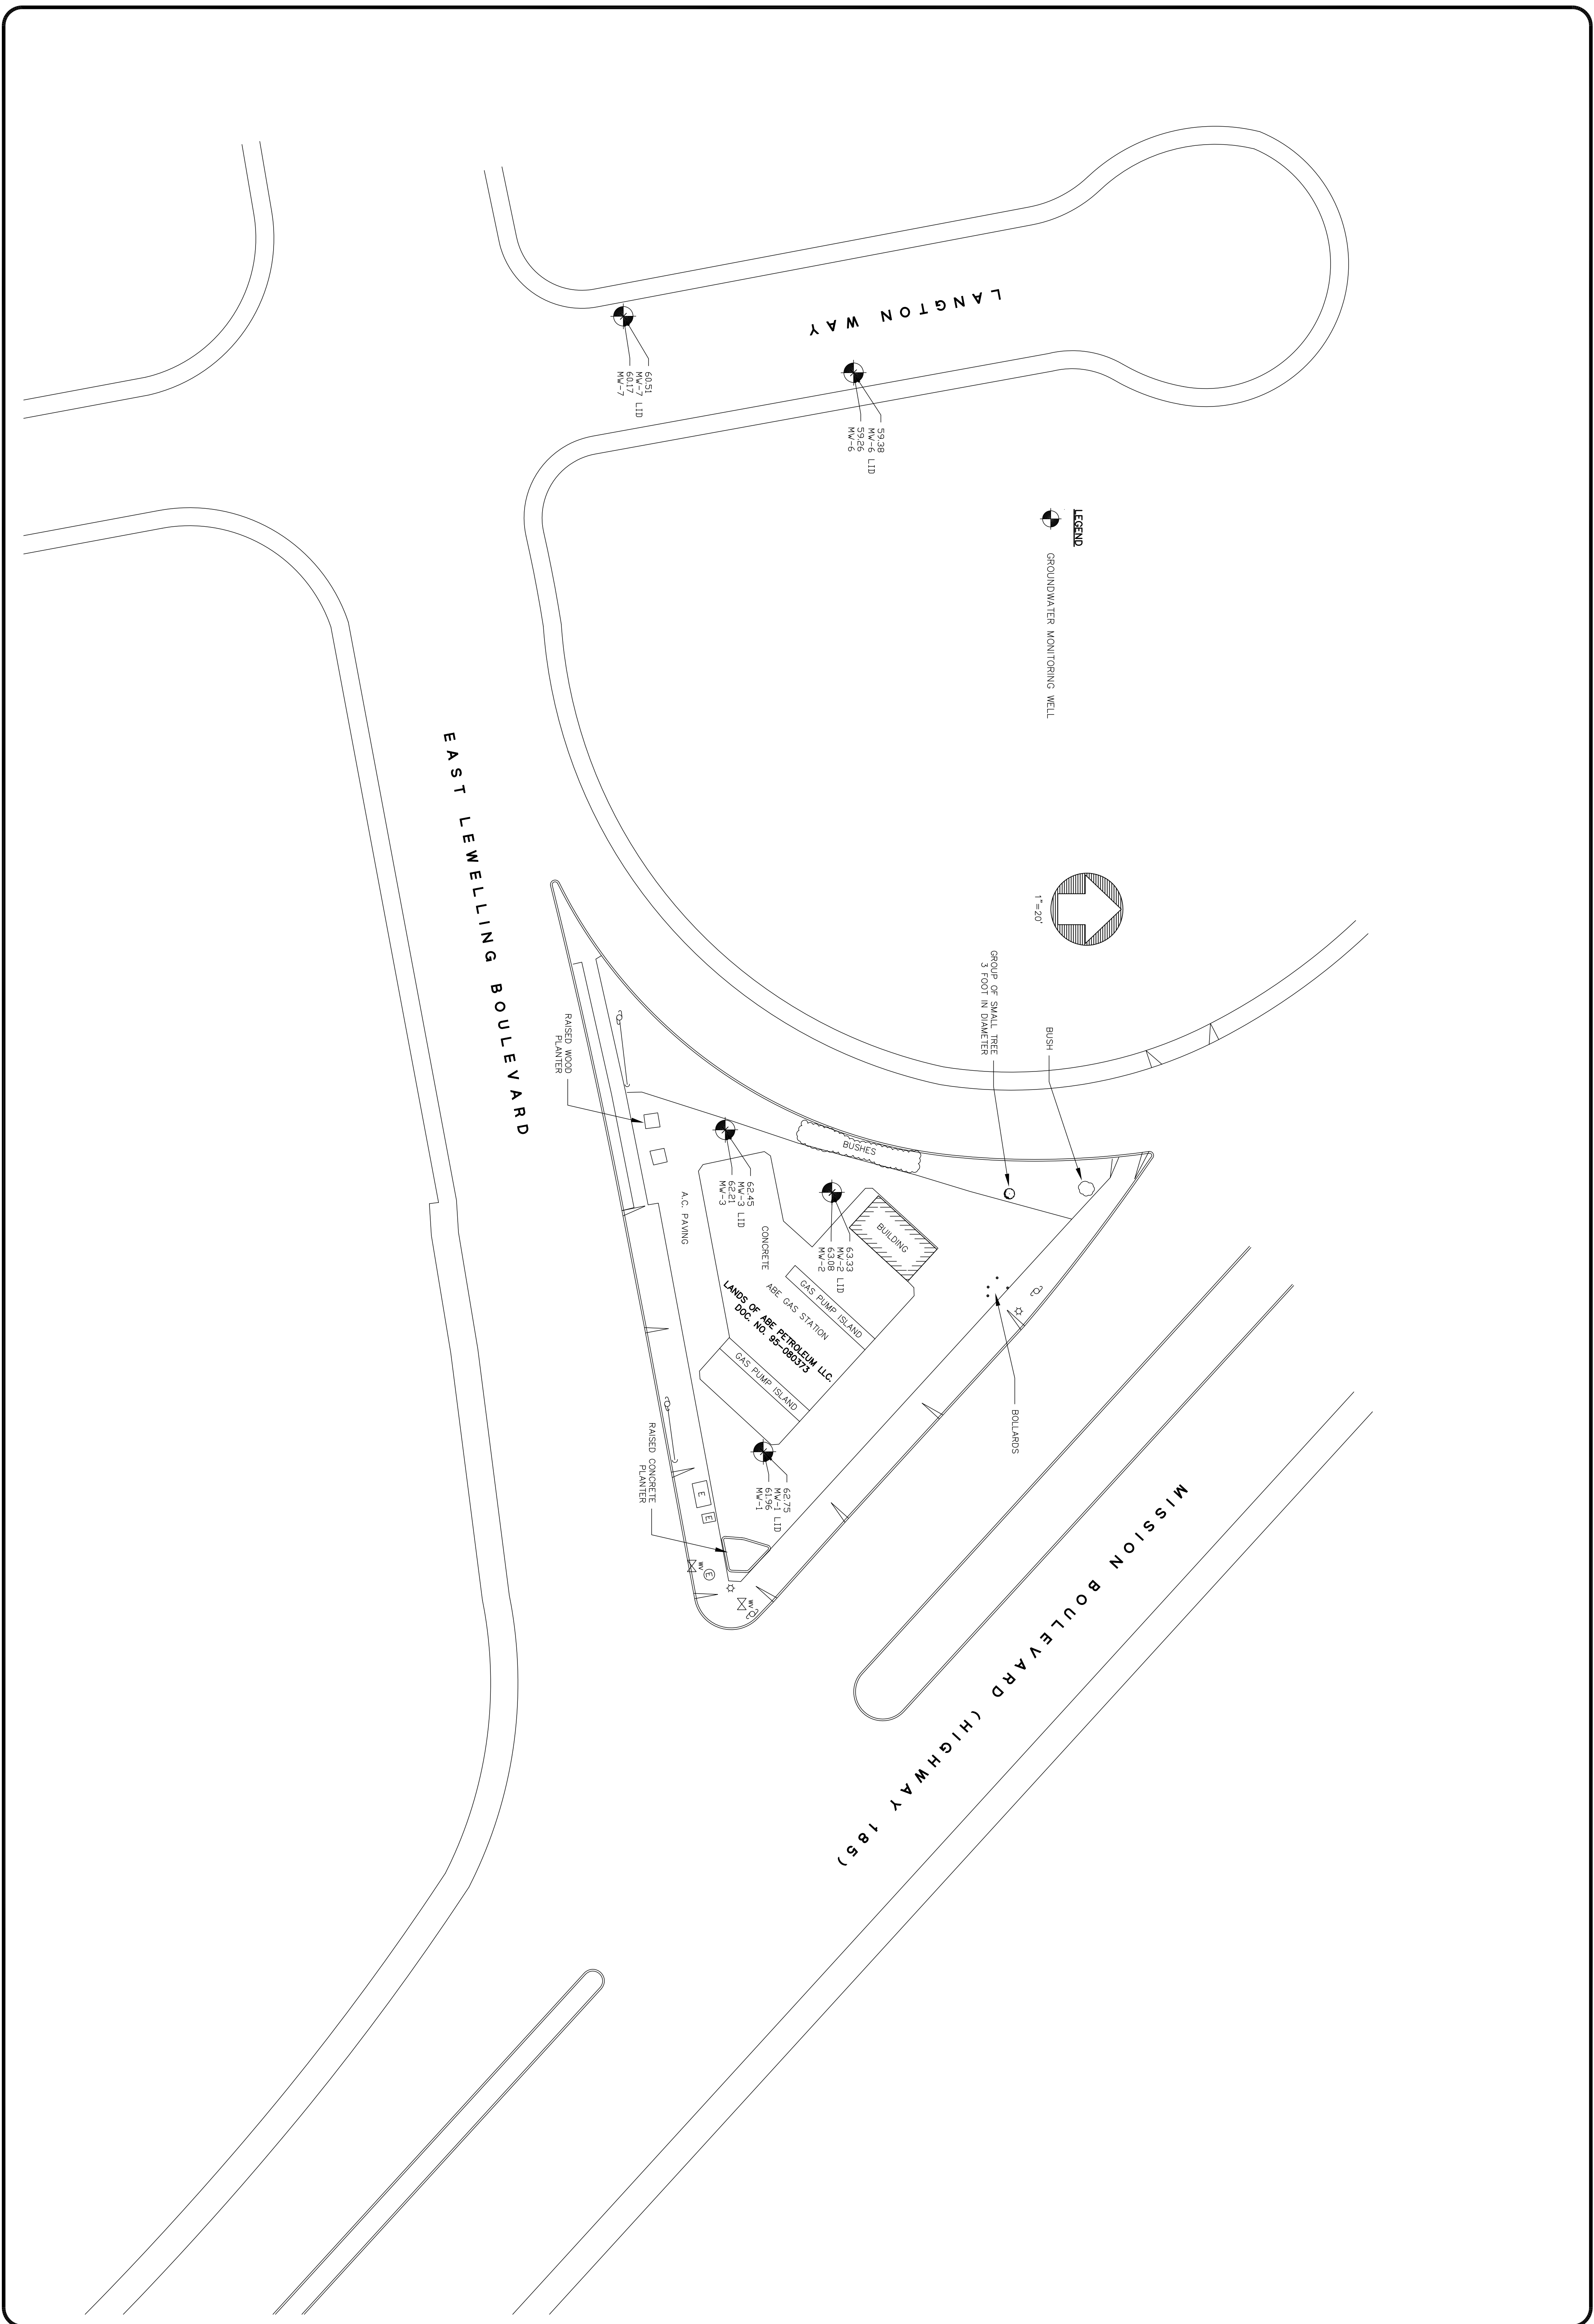 LANGTON WAY
60.51
MW-7 LID
60.17
MW-7
59.38
MW-6 LID
59.26
MW-6
LEGEND
GROUNDWATER MONITORING WELL
EAST LEWELLING BOULEVARD
1"=20'
GROUP OF SMALL TREE
3 FOOT IN DIAMETER
BUSH
RAISED WOOD
PLANTER
BUSHES
62.45
MW-3 LID
62.21
MW-3
63.33
MW-2 LID
63.08
MW-2
A.C. PAVING
CONCRETE
BUILDING
GAS PUMP ISLAND
ABE GAS STATION
LANDS OF ABE PETROLEUM LLC.
DOC. NO. 95-080373
GAS PUMP ISLAND
BOLLARDS
RAISED CONCRETE
PLANTER
62.75
MW-1 LID
61.96
MW-1
E
E
E
WV
WV
MISSION BOULEVARD (HIGHWAY 185)